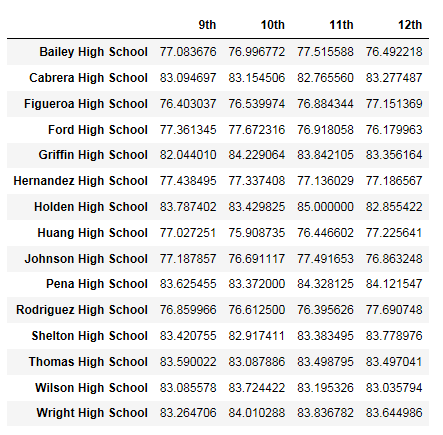 9th 10th 11th 12th
Bailey High School 77.083676 76.996772 77.515588 76.492218
Cabrera High School 83.094697 83.154506 82.765560 83.277487
Figueroa High School 76.403037 76.539974 76.884344 77.151369
Ford High School 77.361345 77.672316 76.918058 76.179963
Griffin High School 82.044010 84.229064 83.842105 83.356164
Hernandez High School 77.438495 77.337408 77.136029 77.186567
Holden High School 83.787402 83.429825 85.000000 82.855422
Huang High School 77.027251 75.908735 76.446602 77.225641
Johnson High School 77.187857 76.691117 77.491653 76.863248
Pena High School 83.625455 83.372000 84.328125 84.121547
Rodriguez High School 76.859966 76.612500 76.395626 77.690748
Shelton High School 83.420755 82.917411 83.383495 83.778976
Thomas High School 83.590022 83.087886 83.498795 83.497041
Wilson High School 83.085578 83.724422 83.195326 83.035794
Wright High School 83.264706 84.010288 83.836782 83.644986